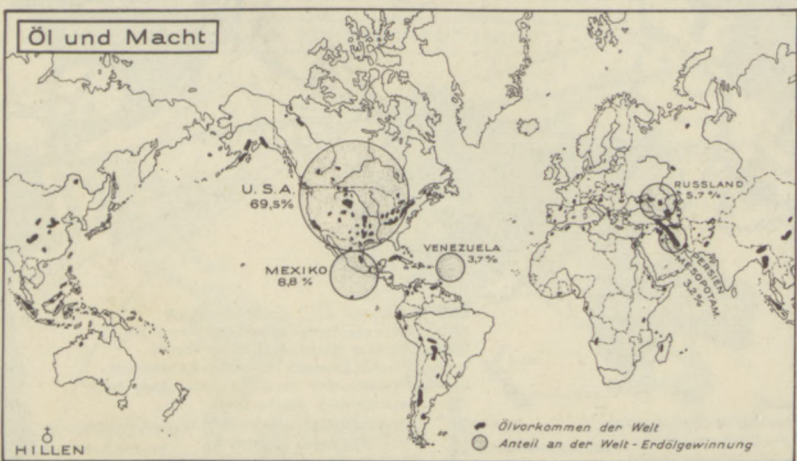 Öl und Macht
U.S.A.
69,5%
MEXIKO
8,8 %
VENEZUELA
3,7%
RUSSLAND
5,7 %
PERSIEN
MESOPOTAM.
3,2%
Ölvorkommen der Welt
Anteil an der Welt-Erdölgewinnung
HILLEN